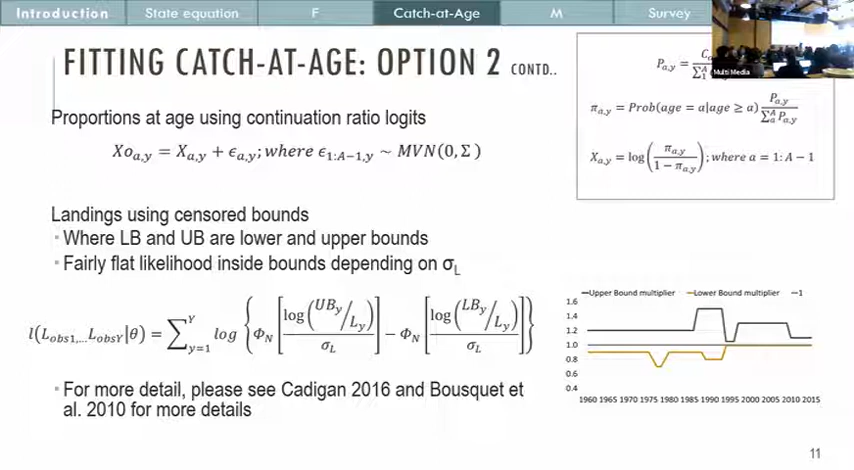 Introduction State equation F Catch-at-Age M Survey
FITTING CATCH-AT-AGE: OPTION 2 CONTD..
Multi Media
Proportions at age using continuation ratio logits
Xo_{a,y} = X_{a,y} + ϵ_{a,y}; where ϵ_{1:A−1,y} ~ MVN(0, Σ)
P_{a,y} =
π_{a,y} = Prob(age = a|age ≥ a) P_{a,y} / Σ_a^A P_{a,y}
X_{a,y} = log(π_{a,y} / 1 − π_{a,y}); where a = 1: A − 1
Landings using censored bounds
Where LB and UB are lower and upper bounds
Fairly flat likelihood inside bounds depending on σ_L
l(L_{obs1,…}L_{obsY}|θ) = Σ_{y=1}^Y log {Φ_N [log(UB_y/L_y) / σ_L] − Φ_N [log(LB_y/L_y) / σ_L]}
For more detail, please see Cadigan 2016 and Bousquet et
al. 2010 for more details
Upper Bound multiplier Lower Bound multiplier 1
1.6
1.4
1.2
1.0
0.8
0.6
0.4
1960 1965 1970 1975 1980 1985 1990 1995 2000 2005 2010 2015
11